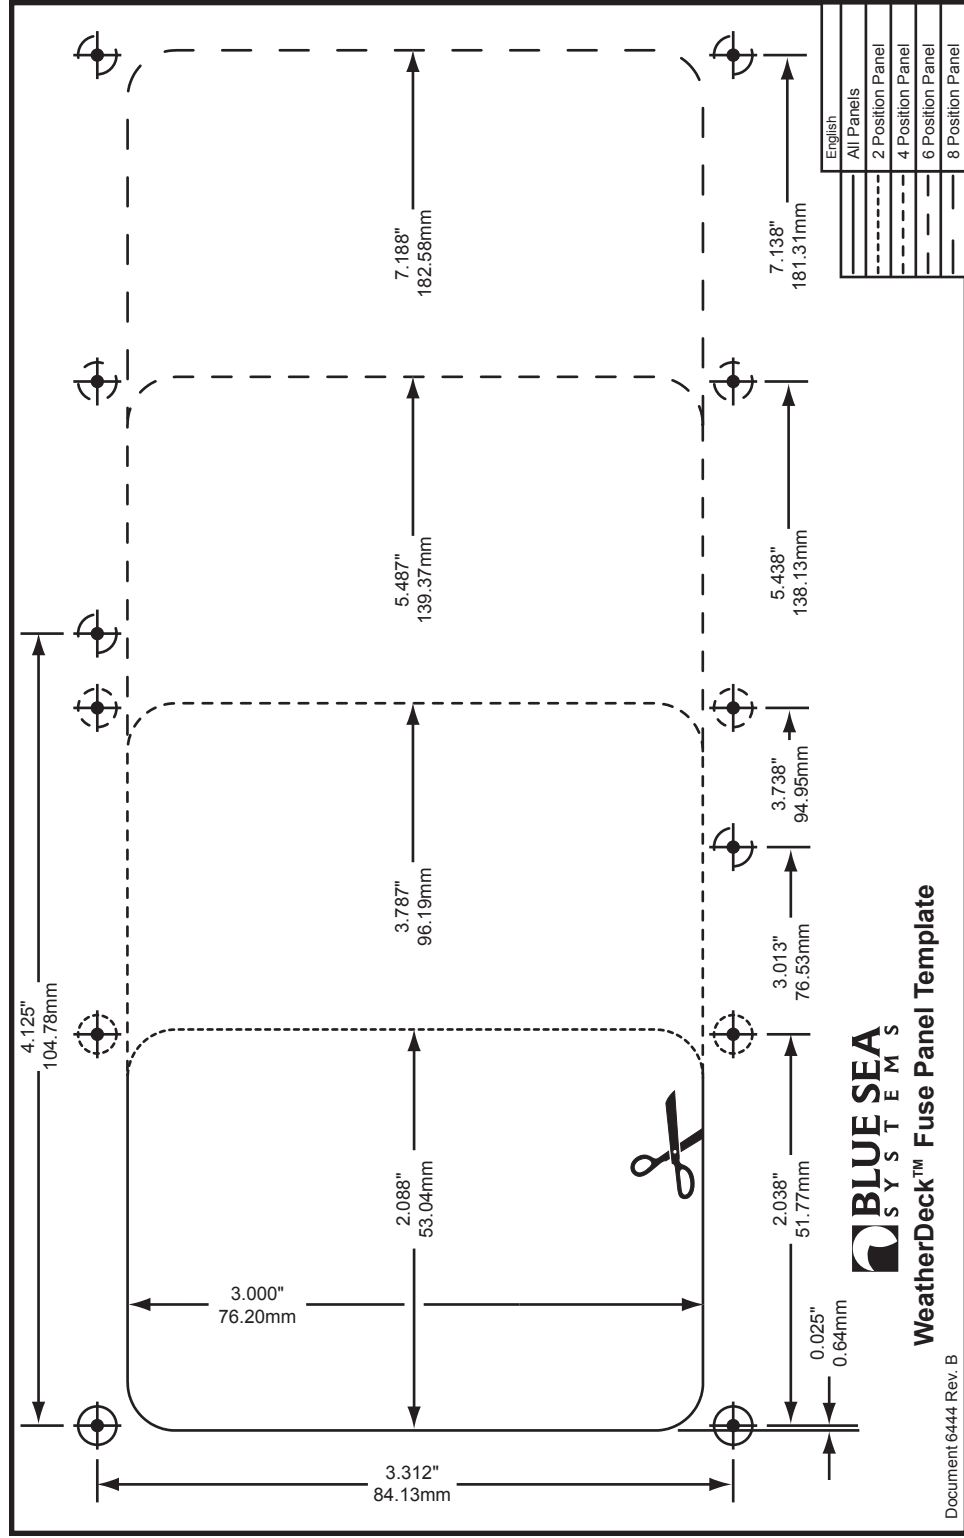 4.125"
104.78mm
7.188"
182.58mm
7.138"
181.31mm
5.487"
139.37mm
5.438"
138.13mm
3.787"
96.19mm
3.738"
94.95mm
3.013"
76.53mm
2.088"
53.04mm
2.038"
51.77mm
3.000"
76.20mm
0.025"
0.64mm
3.312"
84.13mm
English
All Panels
2 Position Panel
4 Position Panel
6 Position Panel
8 Position Panel
BLUE SEA
SYSTEMS
WeatherDeck™ Fuse Panel Template
Document 6444 Rev. B